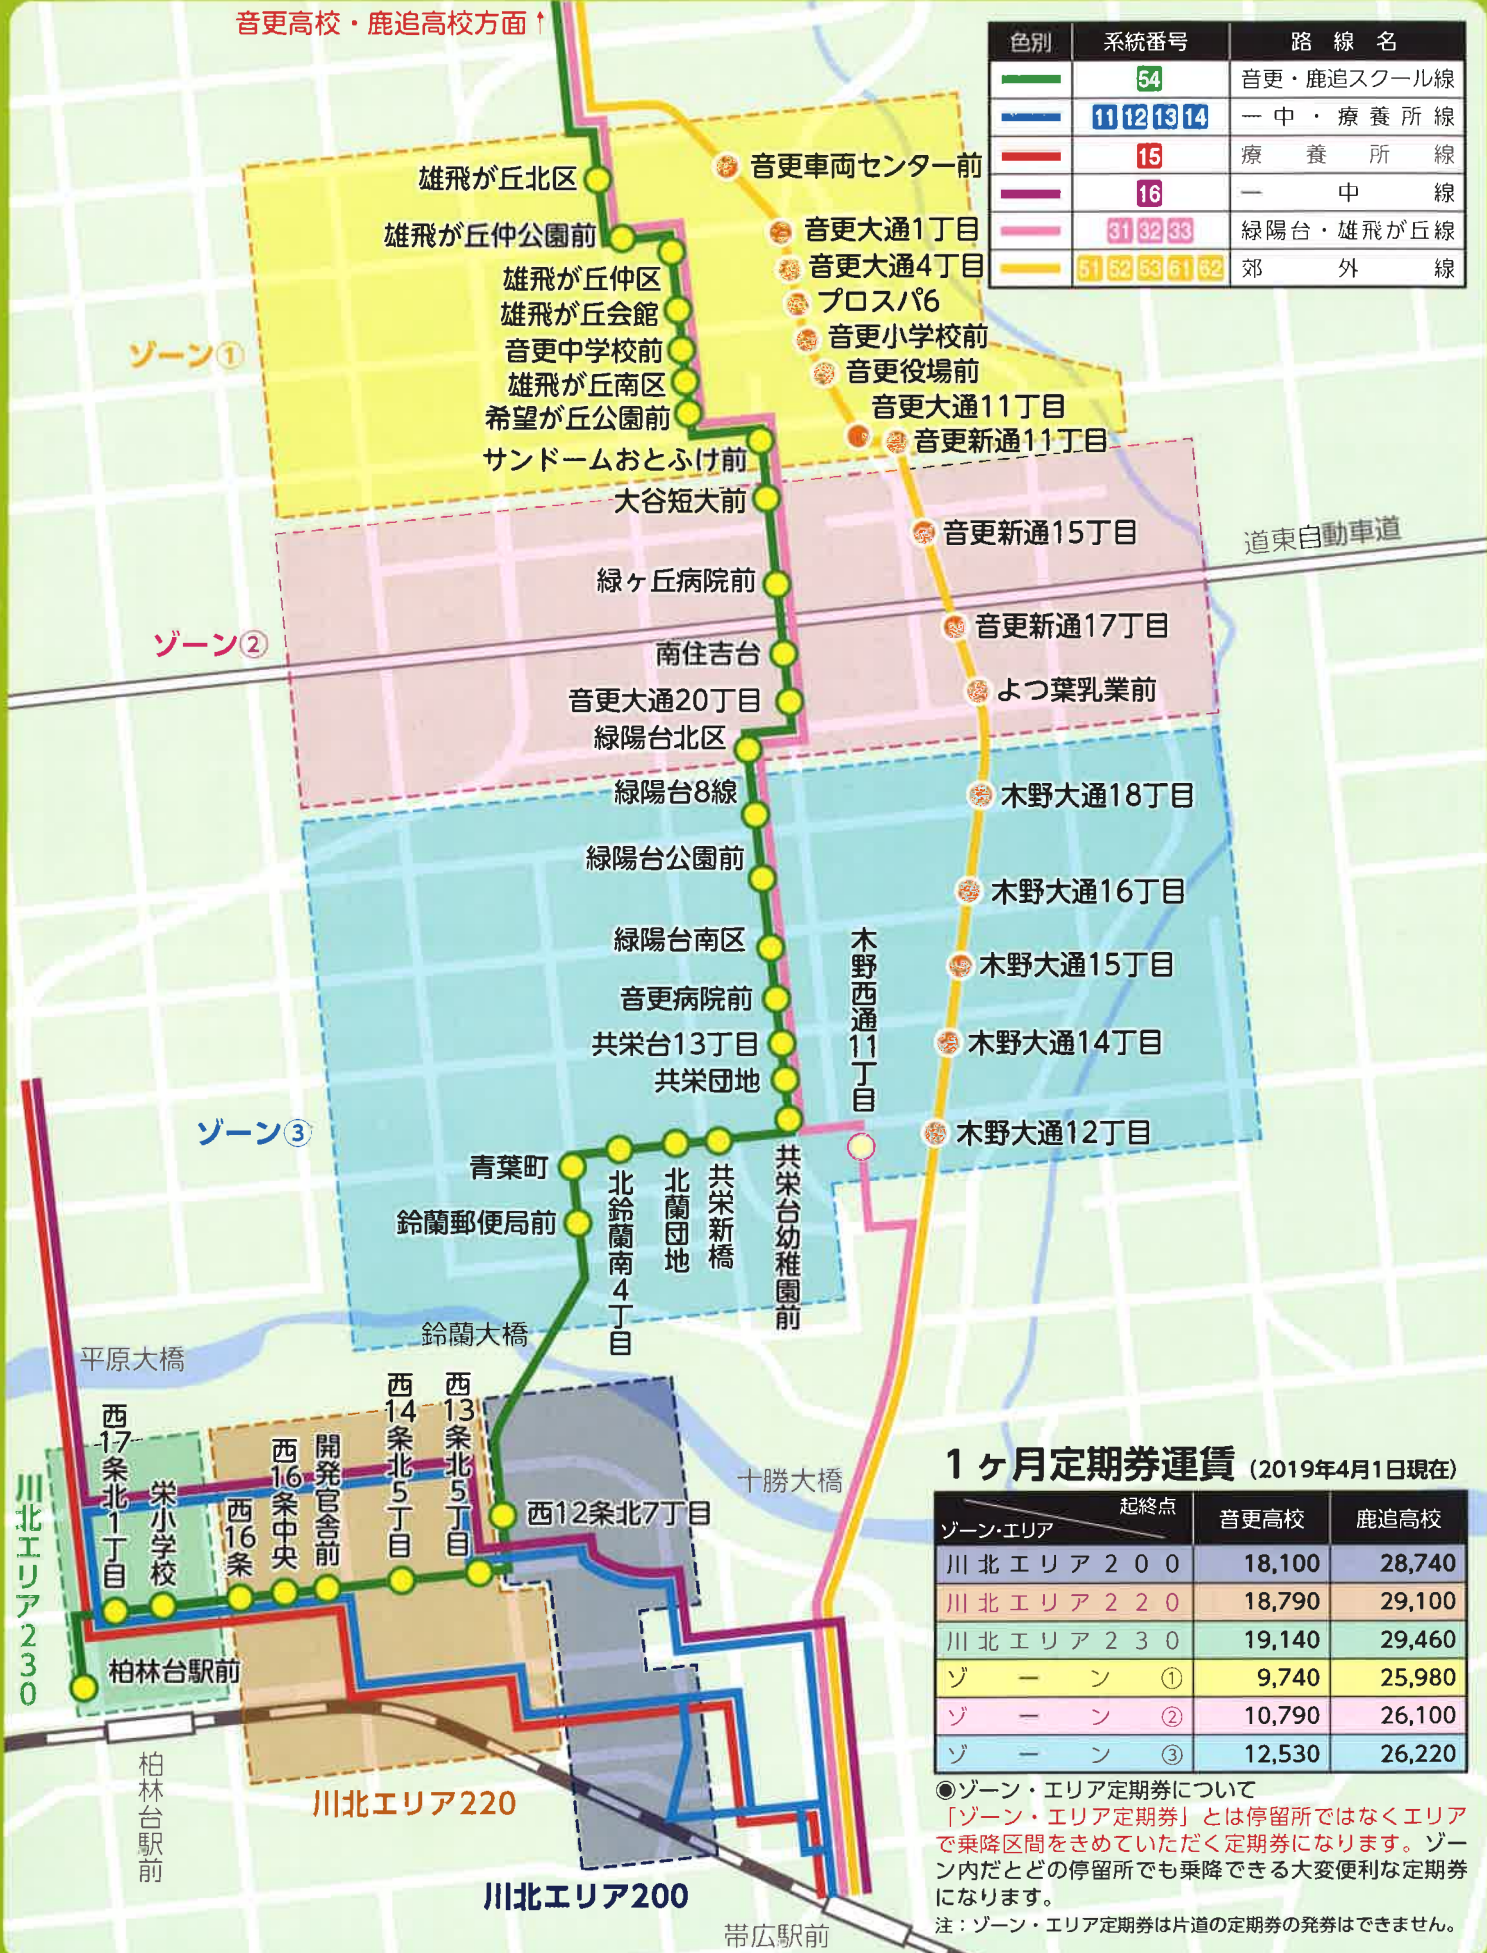 音更高校・鹿追高校方面↑
色別 系統番号 路線名
54 音更・鹿追スクール線
11 12 13 14 一中・療養所線
15 療養所線
16 一中線
31 32 33 緑陽台・雄飛が丘線
51 52 53 61 62 郊外線
雄飛が丘北区
雄飛が丘仲公園前
雄飛が丘仲区
雄飛が丘会館
音更中学校前
雄飛が丘南区
希望が丘公園前
サンドームおとふけ前
音更車両センター前
音更大通1丁目
音更大通4丁目
プロスパ6
音更小学校前
音更役場前
音更大通11丁目
音更新通11丁目
ゾーン①
大谷短大前
緑ヶ丘病院前
南住吉台
音更大通20丁目
緑陽台北区
音更新通15丁目
音更新通17丁目
よつ葉乳業前
道東自動車道
ゾーン②
緑陽台8線
緑陽台公園前
緑陽台南区
音更病院前
共栄台13丁目
共栄団地
木野西通11丁目
木野大通18丁目
木野大通16丁目
木野大通15丁目
木野大通14丁目
木野大通12丁目
ゾーン③
青葉町
鈴蘭郵便局前
北鈴蘭南4丁目
北蘭団地
共栄新橋
共栄台幼稚園前
平原大橋
鈴蘭大橋
十勝大橋
川北エリア230
西17条北1丁目
栄小学校
西16条
西16条中央
開発官舎前
西14条北5丁目
西13条北5丁目
西12条北7丁目
柏林台駅前
柏林台駅前
川北エリア220
川北エリア200
帯広駅前
1ヶ月定期券運賃(2019年4月1日現在)
ゾーン・エリア 起終点 音更高校 鹿追高校
川北エリア200 18,100 28,740
川北エリア220 18,790 29,100
川北エリア230 19,140 29,460
ゾーン① 9,740 25,980
ゾーン② 10,790 26,100
ゾーン③ 12,530 26,220
◉ゾーン・エリア定期券について
「ゾーン・エリア定期券」とは停留所ではなくエリア
で乗降区間をきめていただく定期券になります。ゾー
ン内だとどの停留所でも乗降できる大変便利な定期券
になります。
注：ゾーン・エリア定期券は片道の定期券の発券はできません。